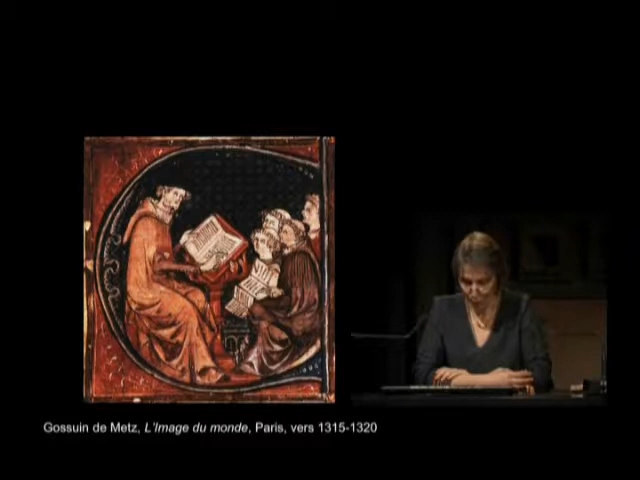 Gossuin de Metz, L'Image du monde, Paris, vers 1315-1320